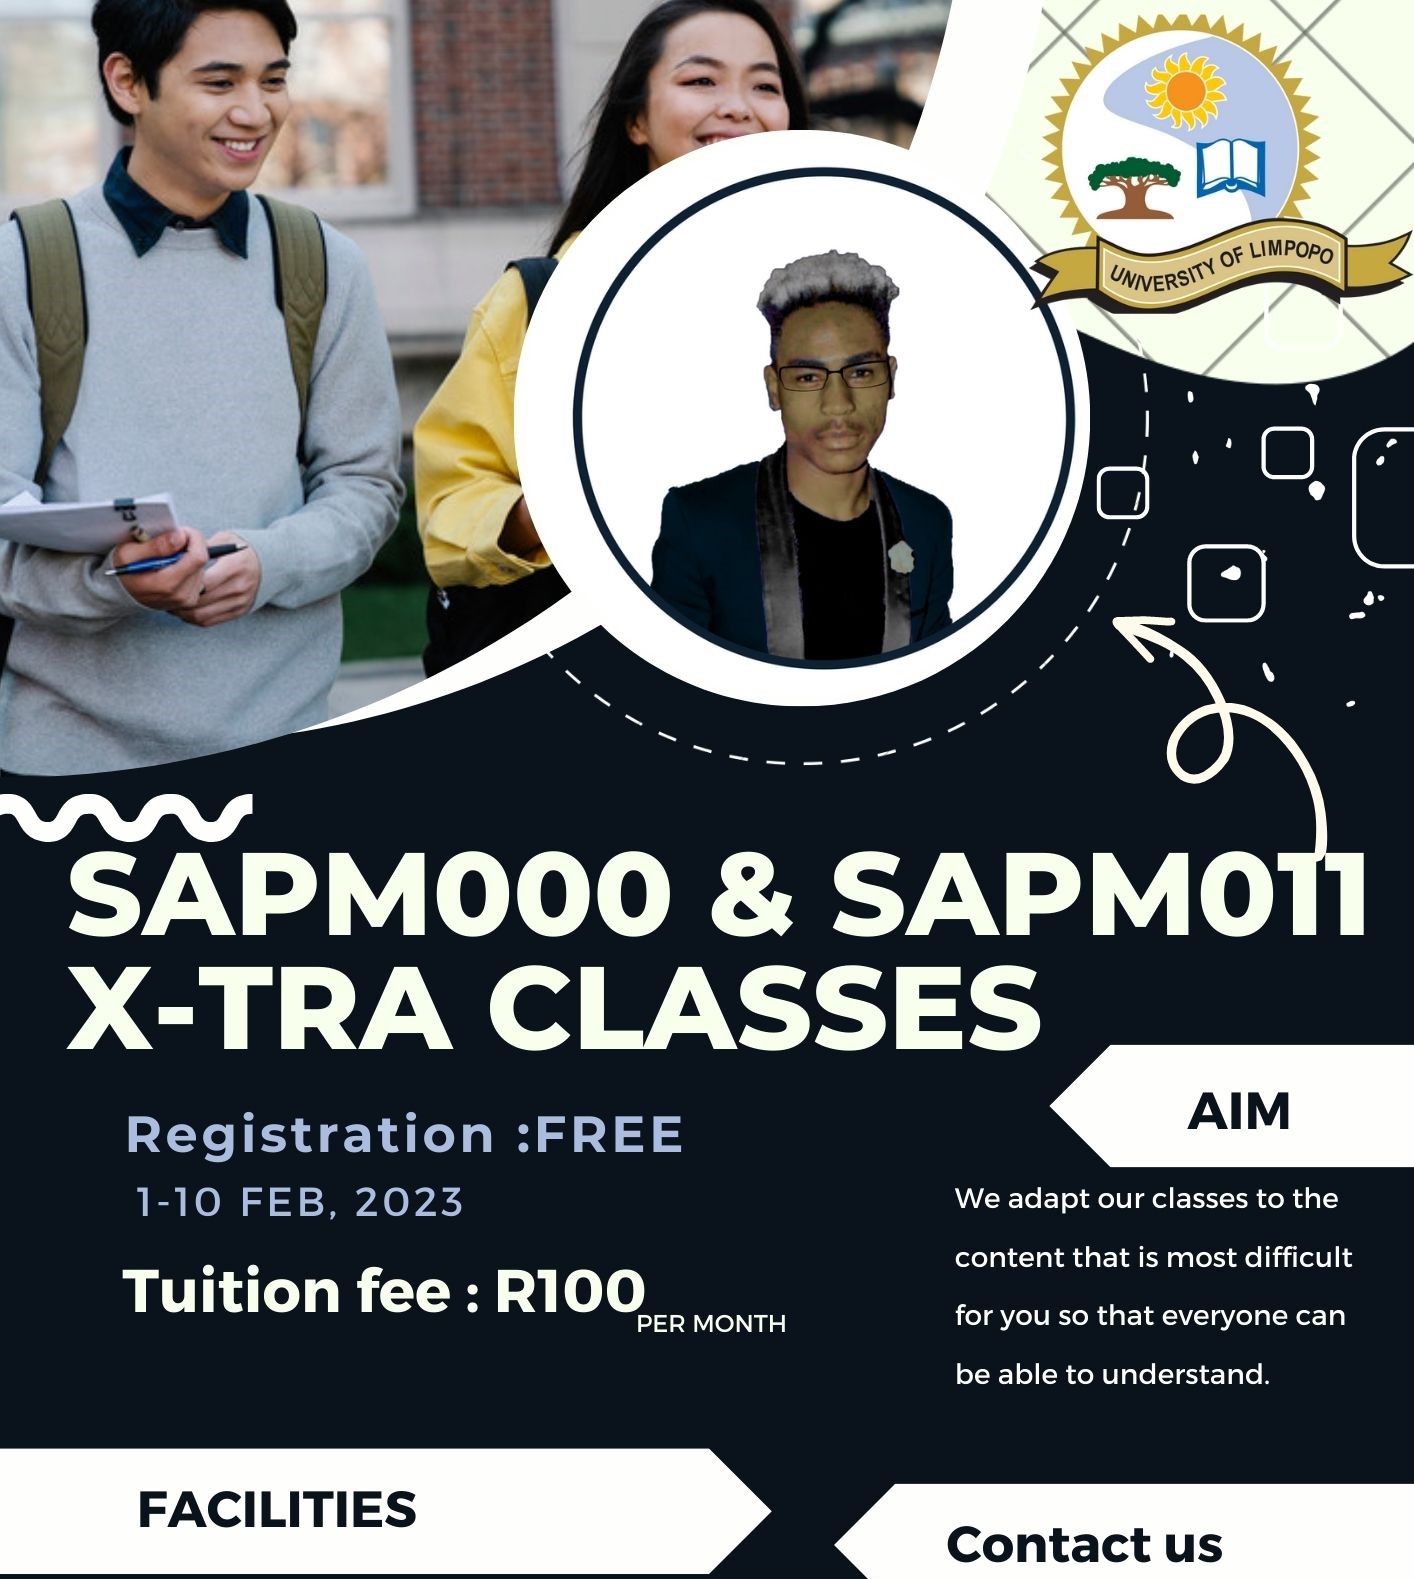 UNIVERSITY OF LIMPOPO
SAPM000 & SAPM011
X-TRA CLASSES
Registration :FREE
1-10 FEB, 2023
Tuition fee : R100
PER MONTH
AIM
We adapt our classes to the
content that is most difficult
for you so that everyone can
be able to understand.
FACILITIES
Contact us